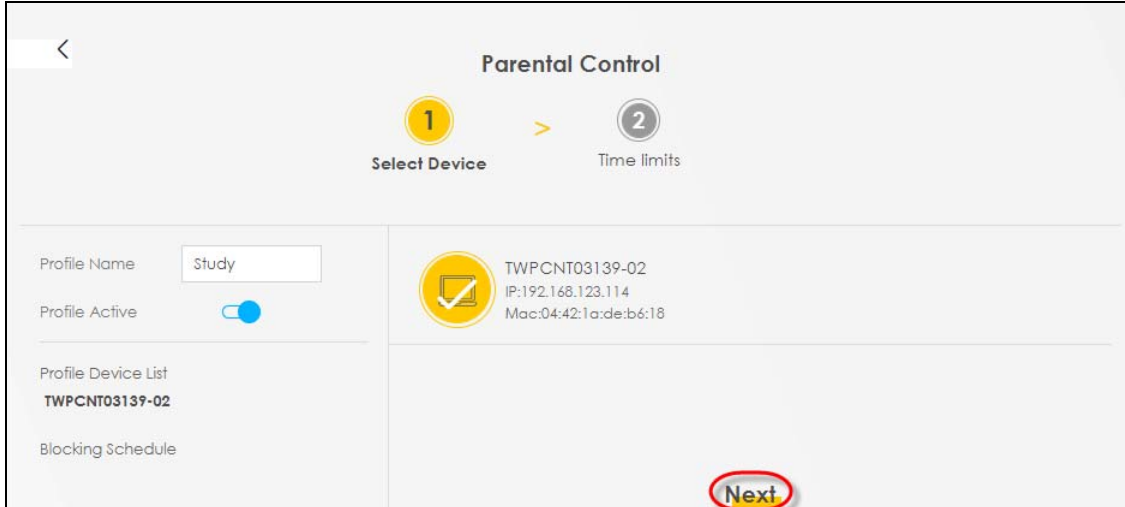 Parental Control
1 > 2
Select Device Time limits
Profile Name Study
Profile Active
Profile Device List
TWPCNT03139-02
Blocking Schedule
TWPCNT03139-02
IP:192.168.123.114
Mac:04:42:1a:de:b6:18
Next